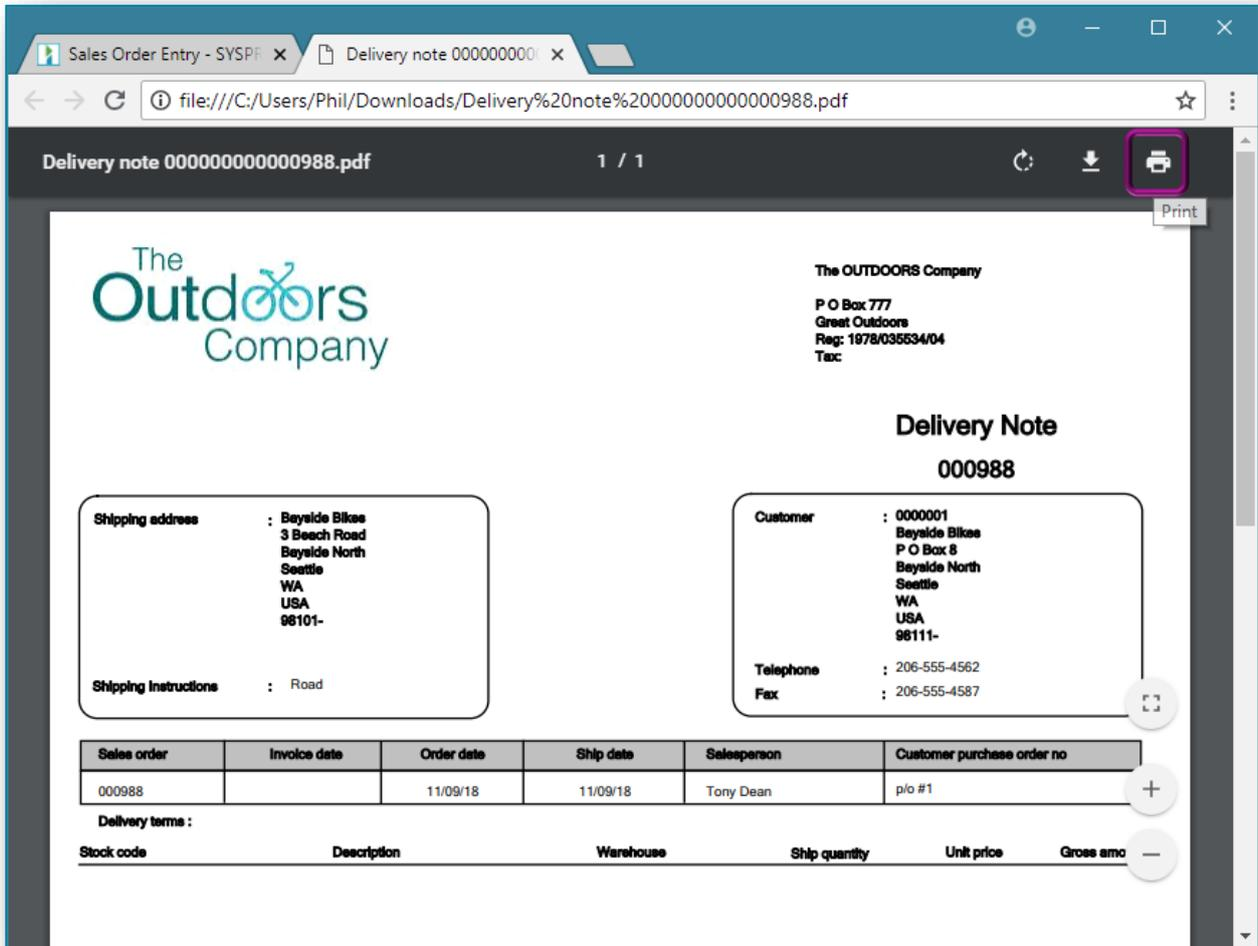 Sales Order Entry - SYSPR
Delivery note 0000000000
file:///C:/Users/Phil/Downloads/Delivery%20note%20000000000000988.pdf
Delivery note 000000000000988.pdf 1 / 1
Print
The
Outdoors
Company
The OUTDOORS Company
P O Box 777
Great Outdoors
Reg: 1978/035534/04
Tax:
Delivery Note
000988
Shipping address : Bayside Bikes
3 Beach Road
Bayside North
Seattle
WA
USA
98101-
Shipping Instructions : Road
Customer : 0000001
Bayside Bikes
P O Box 8
Bayside North
Seattle
WA
USA
98111-
Telephone : 206-555-4562
Fax : 206-555-4587
Sales order Invoice date Order date Ship date Salesperson Customer purchase order no
000988 11/09/18 11/09/18 Tony Dean p/o #1
Delivery terms :
Stock code Description Warehouse Ship quantity Unit price Gross amo